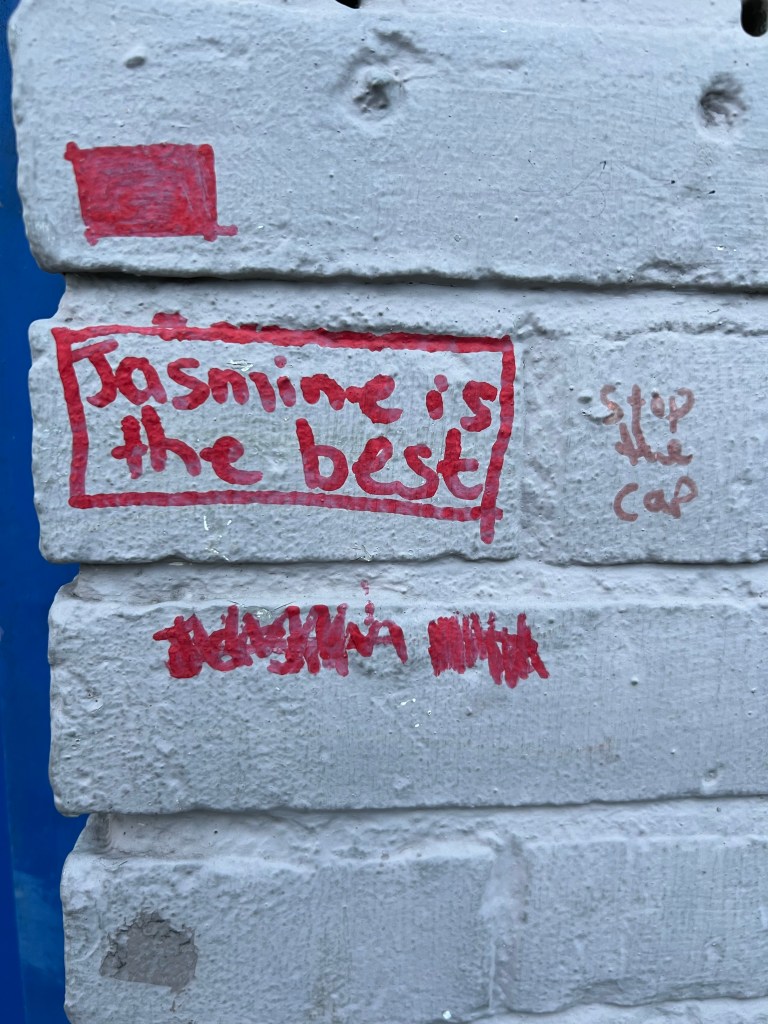 Jasmine is
the best
stop
the
cap